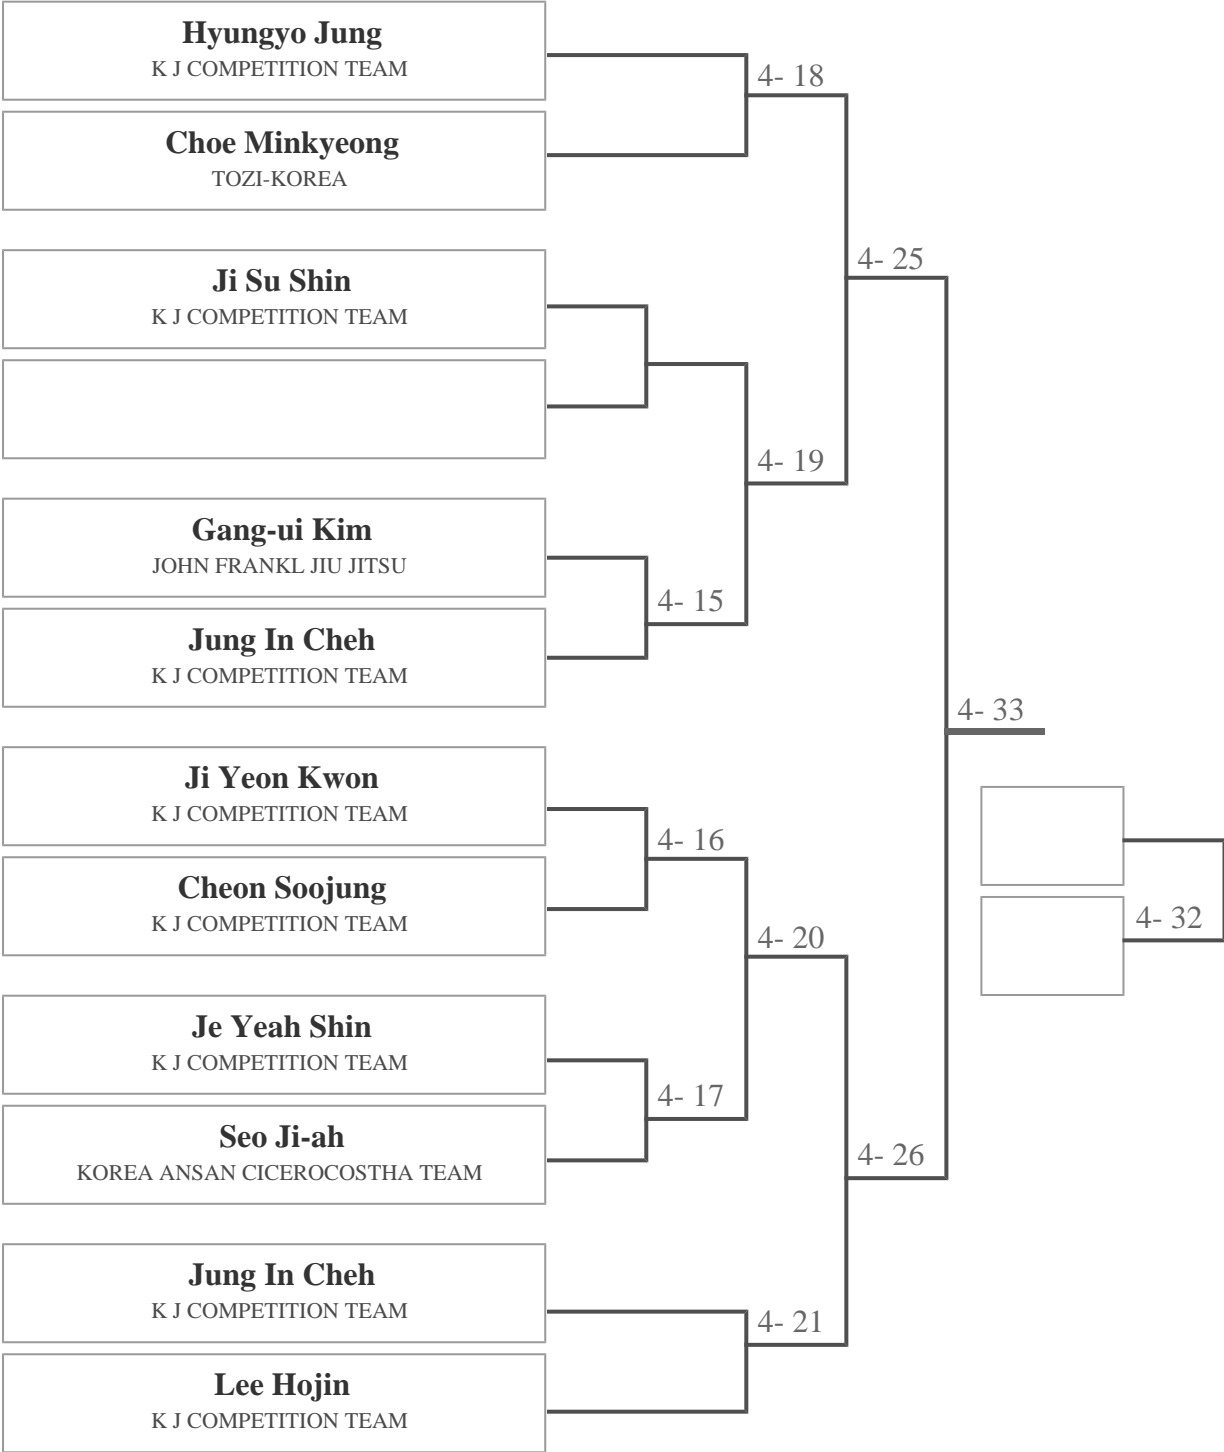 Hyungyo Jung
K J COMPETITION TEAM
4- 18
Choe Minkyeong
TOZI-KOREA
4- 25
Ji Su Shin
K J COMPETITION TEAM
4- 19
Gang-ui Kim
JOHN FRANKL JIU JITSU
4- 15
Jung In Cheh
K J COMPETITION TEAM
4- 33
Ji Yeon Kwon
K J COMPETITION TEAM
4- 16
Cheon Soojung
K J COMPETITION TEAM
4- 32
4- 20
Je Yeah Shin
K J COMPETITION TEAM
4- 17
Seo Ji-ah
KOREA ANSAN CICEROCOSTHA TEAM
4- 26
Jung In Cheh
K J COMPETITION TEAM
4- 21
Lee Hojin
K J COMPETITION TEAM